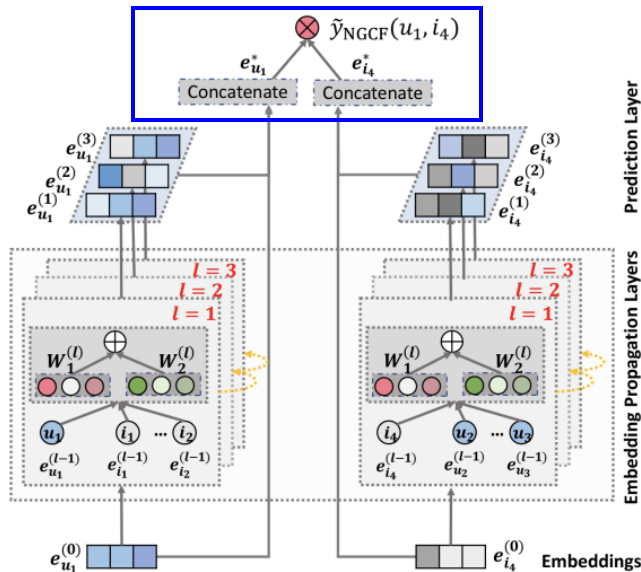 ỹNGCF(u₁, i₄)
e*u₁ e*i₄
Concatenate Concatenate
Prediction Layer
e(3)u₁
e(2)u₁
e(1)u₁
e(3)i₄
e(2)i₄
e(1)i₄
Embedding Propagation Layers
l = 3
l = 2
l = 1
W(l)1 W(l)2
u₁ i₁ ... i₂
e(l-1)u₁ e(l-1)i₁ e(l-1)i₂
l = 3
l = 2
l = 1
W(l)1 W(l)2
i₄ u₂ ... u₃
e(l-1)i₄ e(l-1)u₂ e(l-1)u₃
e(0)u₁ e(0)i₄ Embeddings